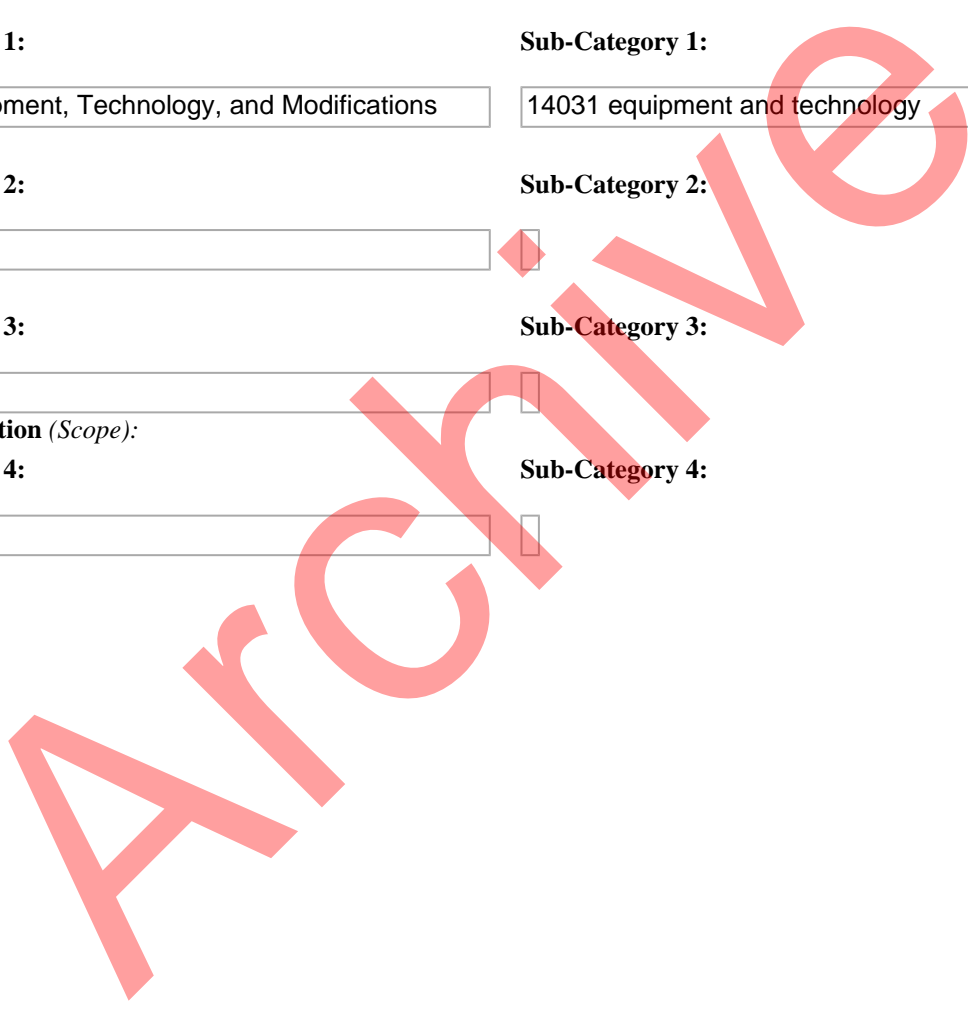 1: Sub-Category 1:
oment, Technology, and Modifications 14031 equipment and technology
2: Sub-Category 2:
3: Sub-Category 3:
tion (Scope):
4: Sub-Category 4:
Archive